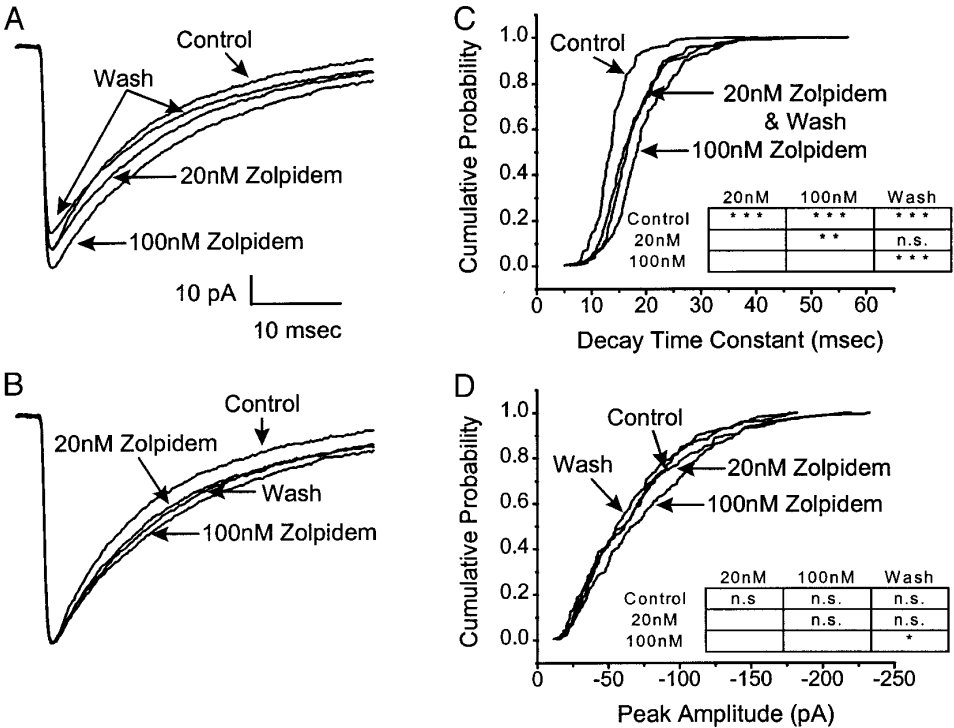 A
Control
Wash
20nM Zolpidem
100nM Zolpidem
10 pA
10 msec
B
Control
20nM Zolpidem
Wash
100nM Zolpidem
C
Cumulative Probability
1.0
0.8
0.6
0.4
0.2
0.0
Control
20nM Zolpidem
& Wash
100nM Zolpidem
20nM 100nM Wash
Control *** *** ***
20nM ** n.s.
100nM ***
0 10 20 30 40 50 60
Decay Time Constant (msec)
D
Cumulative Probability
1.0
0.8
0.6
0.4
0.2
0.0
Control
Wash
20nM Zolpidem
100nM Zolpidem
20nM 100nM Wash
Control n.s n.s. n.s.
20nM n.s. n.s.
100nM *
0 -50 -100 -150 -200 -250
Peak Amplitude (pA)